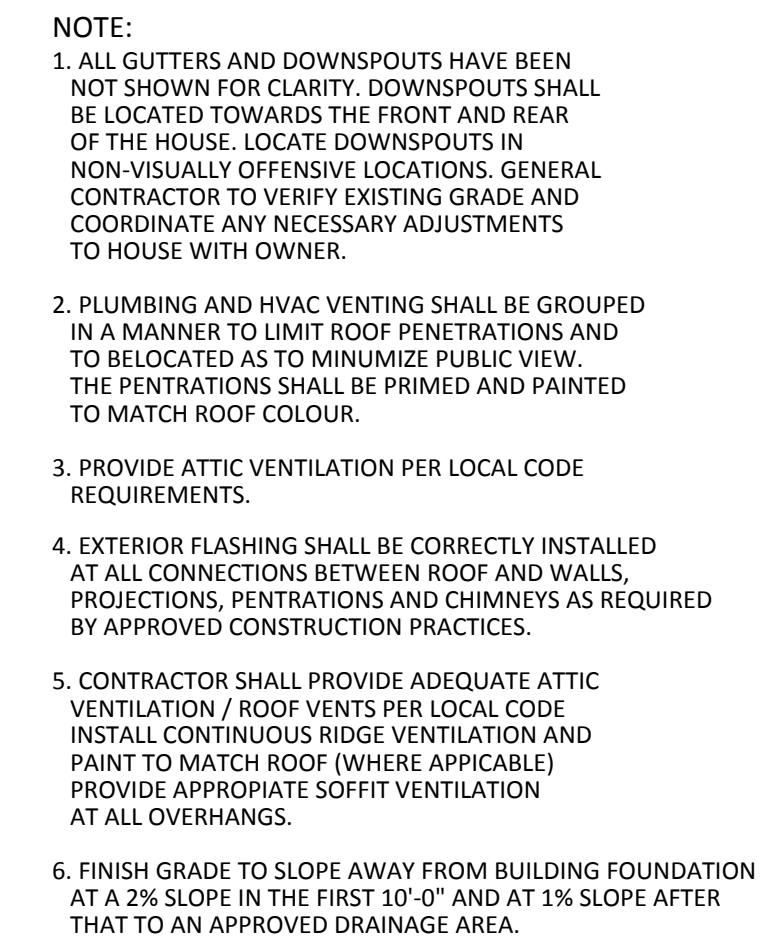 NOTE:
1. ALL GUTTERS AND DOWNSPOUTS HAVE BEEN
NOT SHOWN FOR CLARITY. DOWNSPOUTS SHALL
BE LOCATED TOWARDS THE FRONT AND REAR
OF THE HOUSE. LOCATE DOWNSPOUTS IN
NON-VISUALLY OFFENSIVE LOCATIONS. GENERAL
CONTRACTOR TO VERIFY EXISTING GRADE AND
COORDINATE ANY NECESSARY ADJUSTMENTS
TO HOUSE WITH OWNER.
2. PLUMBING AND HVAC VENTING SHALL BE GROUPED
IN A MANNER TO LIMIT ROOF PENETRATIONS AND
TO BELOCATED AS TO MINUMIZE PUBLIC VIEW.
THE PENTRATIONS SHALL BE PRIMED AND PAINTED
TO MATCH ROOF COLOUR.
3. PROVIDE ATTIC VENTILATION PER LOCAL CODE
REQUIREMENTS.
4. EXTERIOR FLASHING SHALL BE CORRECTLY INSTALLED
AT ALL CONNECTIONS BETWEEN ROOF AND WALLS,
PROJECTIONS, PENTRATIONS AND CHIMNEYS AS REQUIRED
BY APPROVED CONSTRUCTION PRACTICES.
5. CONTRACTOR SHALL PROVIDE ADEQUATE ATTIC
VENTILATION / ROOF VENTS PER LOCAL CODE
INSTALL CONTINUOUS RIDGE VENTILATION AND
PAINT TO MATCH ROOF (WHERE APPICABLE)
PROVIDE APPROPIATE SOFFIT VENTILATION
AT ALL OVERHANGS.
6. FINISH GRADE TO SLOPE AWAY FROM BUILDING FOUNDATION
AT A 2% SLOPE IN THE FIRST 10'-0" AND AT 1% SLOPE AFTER
THAT TO AN APPROVED DRAINAGE AREA.